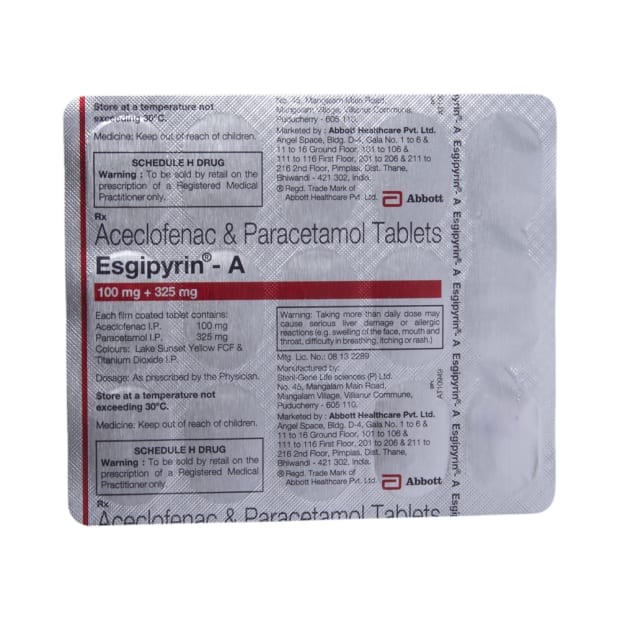 Store at a temperature not
exceeding 30°C.
Medicine: Keep out of reach of children.
SCHEDULE H DRUG
Warning : To be sold by retail on the
prescription of a Registered Medical
Practitioner only.
No. 45, Mangalam Main Road,
Mangalam Village, Villianur Commune,
Puducherry - 605 110.
Marketed by : Abbott Healthcare Pvt. Ltd.
Angel Space, Bldg. D-4, Gala No. 1 to 6 &
11 to 16 Ground Floor, 101 to 106 &
111 to 116 First Floor, 201 to 206 & 211 to
216 2nd Floor, Pimplas, Dist. Thane,
Bhiwandi - 421 302, India.
® Regd. Trade Mark of
Abbott Healthcare Pvt. Ltd.
Abbott
Rx
Aceclofenac & Paracetamol Tablets
Esgipyrin®- A
100 mg + 325 mg
Each film coated tablet contains:
Aceclofenac I.P. 100 mg
Paracetamol I.P. 325 mg
Colours: Lake Sunset Yellow FCF &
Titanium Dioxide I.P.
Dosage: As prescribed by the Physician.
Store at a temperature not
exceeding 30°C.
Medicine: Keep out of reach of children.
SCHEDULE H DRUG
Warning : To be sold by retail on the
prescription of a Registered Medical
Practitioner only.
Warning: Taking more than daily dose may
cause serious liver damage or allergic
reactions (e.g. swelling of the face, mouth and
throat, difficulty in breathing, itching or rash.)
Mfg. Lic. No.: 08 13 2289
Manufactured by:
Steril-Gene Life sciences (P) Ltd.
No. 45, Mangalam Main Road,
Mangalam Village, Villianur Commune,
Puducherry - 605 110.
Marketed by : Abbott Healthcare Pvt. Ltd.
Angel Space, Bldg. D-4, Gala No. 1 to 6 &
11 to 16 Ground Floor, 101 to 106 &
111 to 116 First Floor, 201 to 206 & 211 to
216 2nd Floor, Pimplas, Dist. Thane,
Bhiwandi - 421 302, India.
® Regd. Trade Mark of
Abbott Healthcare Pvt. Ltd.
Abbott
Rx
Aceclofenac & Paracetamol Tablets
yrin®- A Esgipyrin®- A Esgipyrin®- A Esgipyrin®- A Esgipy